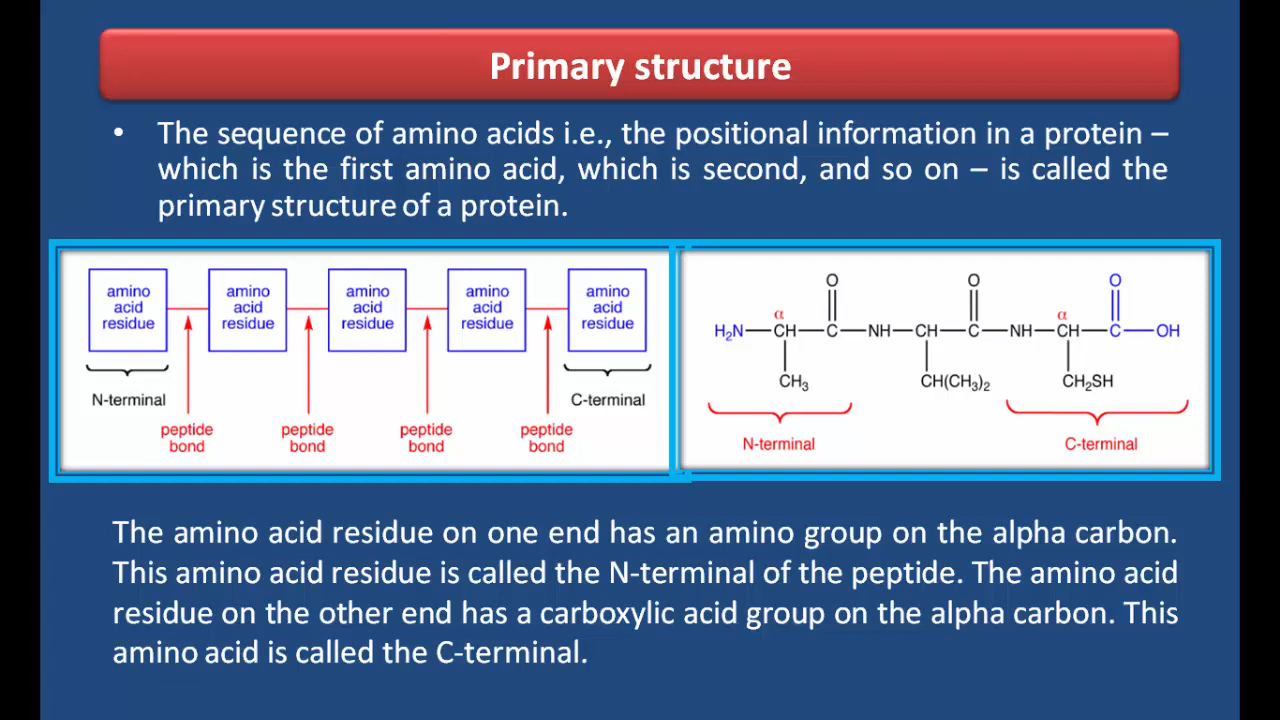 Primary structure
• The sequence of amino acids i.e., the positional information in a protein –
which is the first amino acid, which is second, and so on – is called the
primary structure of a protein.
amino acid residue
amino acid residue
amino acid residue
amino acid residue
amino acid residue
N-terminal
C-terminal
peptide bond
peptide bond
peptide bond
peptide bond
O O O
α α
H₂N—CH—C—NH—CH—C—NH—CH—C—OH
CH₃ CH(CH₃)₂ CH₂SH
N-terminal
C-terminal
The amino acid residue on one end has an amino group on the alpha carbon.
This amino acid residue is called the N-terminal of the peptide. The amino acid
residue on the other end has a carboxylic acid group on the alpha carbon. This
amino acid is called the C-terminal.